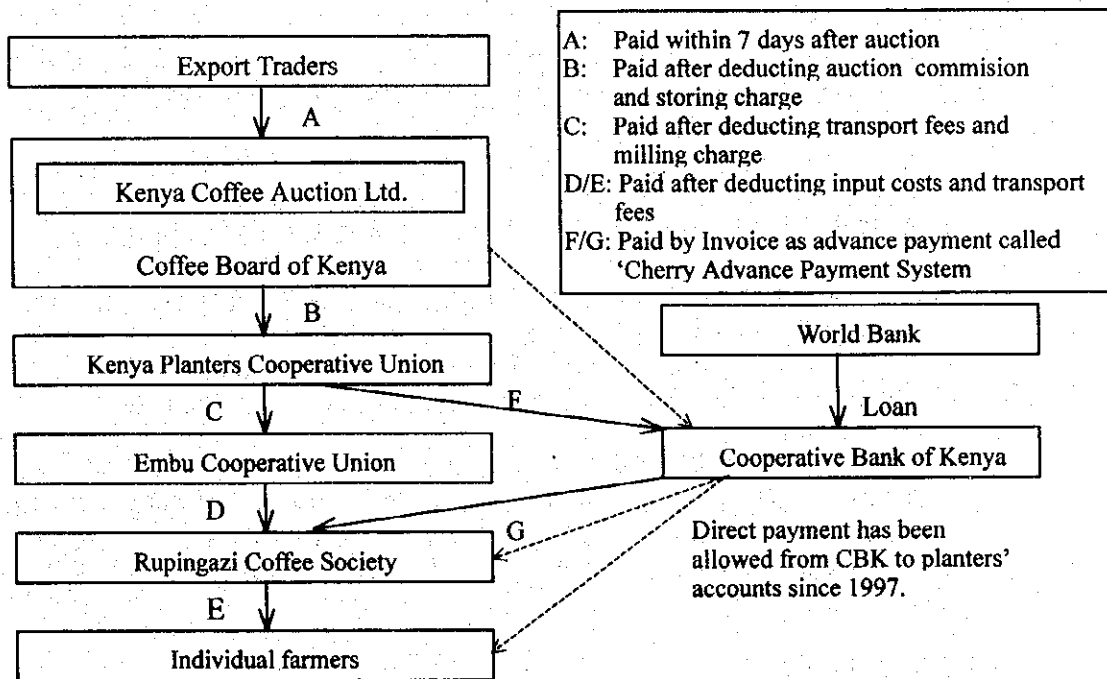 Export Traders
A
Kenya Coffee Auction Ltd.
Coffee Board of Kenya
B
Kenya Planters Cooperative Union
C
F
Embu Cooperative Union
D
G
Rupingazi Coffee Society
E
Individual farmers
A: Paid within 7 days after auction
B: Paid after deducting auction commision
and storing charge
C: Paid after deducting transport fees and
milling charge
D/E: Paid after deducting input costs and transport
fees
F/G: Paid by Invoice as advance payment called
‘Cherry Advance Payment System
World Bank
Loan
Cooperative Bank of Kenya
Direct payment has been
allowed from CBK to planters’
accounts since 1997.